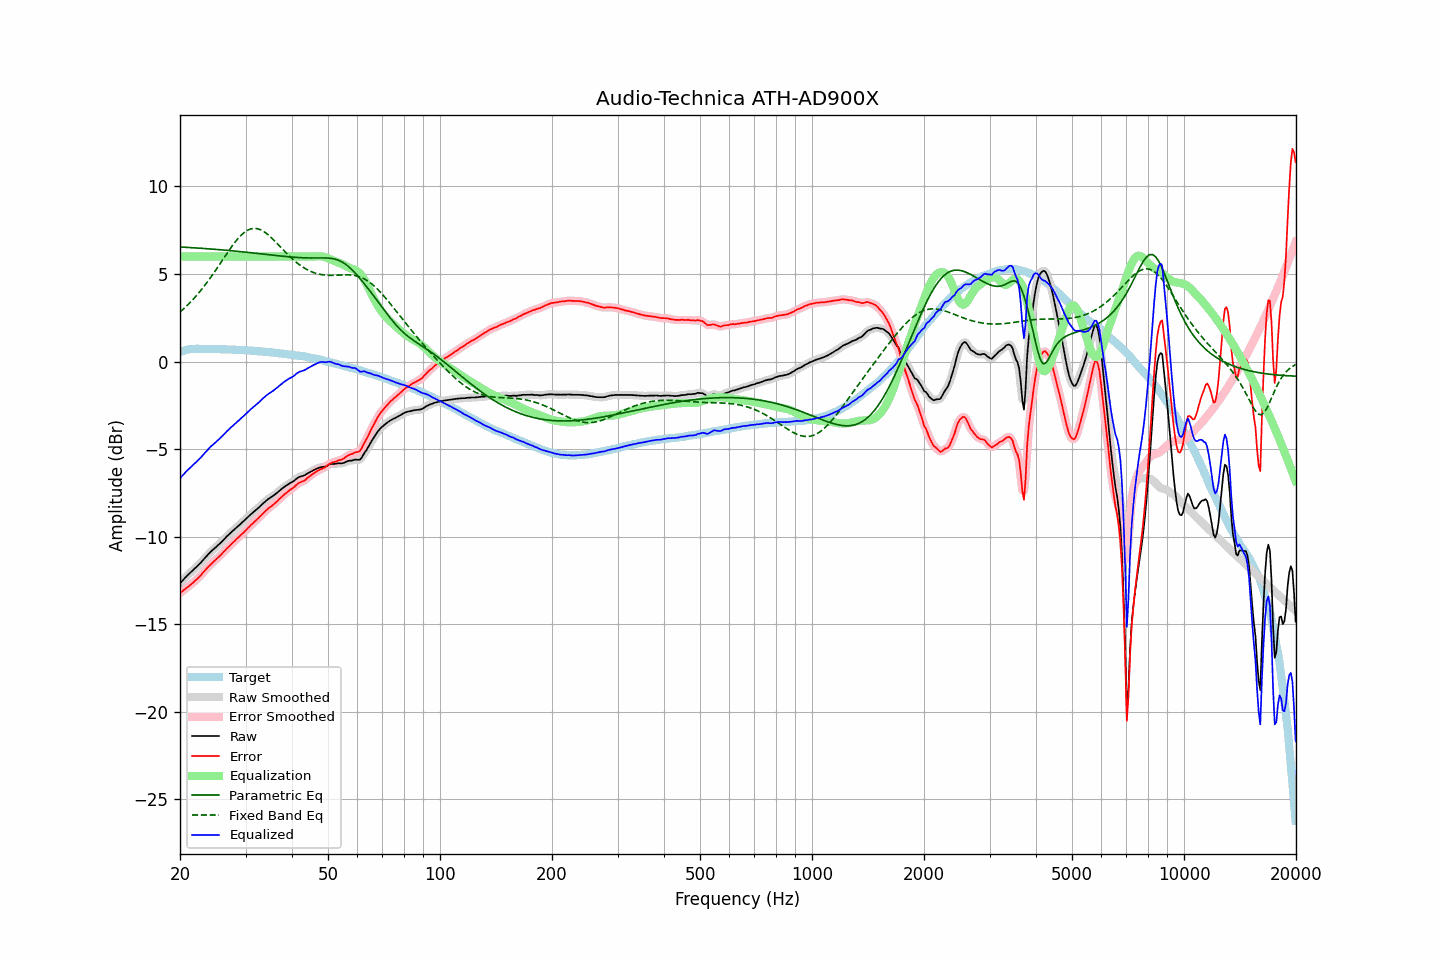 Audio-Technica ATH-AD900X
Amplitude (dBr)
10
5
0
−5
−10
−15
−20
−25
Target
Raw Smoothed
Error Smoothed
Raw
Error
Equalization
Parametric Eq
Fixed Band Eq
Equalized
20 50 100 200 500 1000 2000 5000 10000 20000
Frequency (Hz)